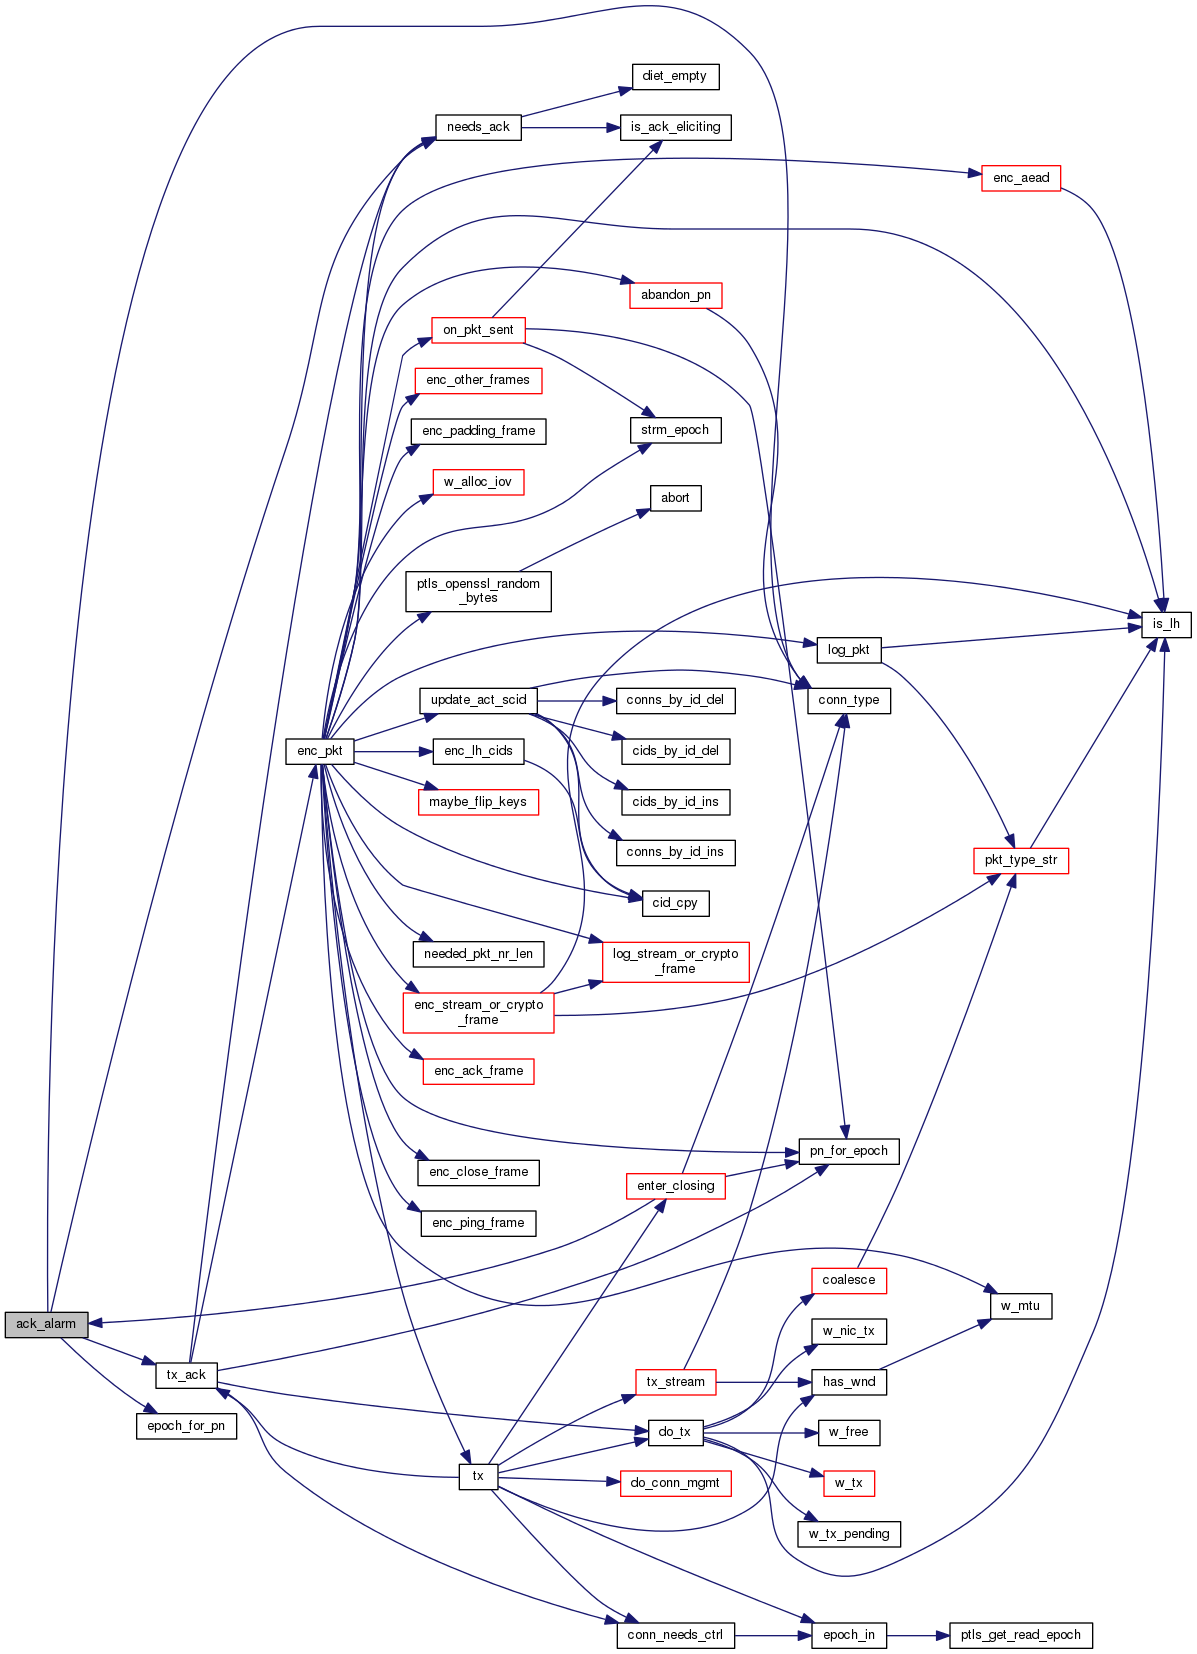 diet_empty
needs_ack
is_ack_eliciting
enc_aead
abandon_pn
on_pkt_sent
enc_other_frames
enc_padding_frame
strm_epoch
w_alloc_iov
abort
ptls_openssl_random
_bytes
is_lh
log_pkt
update_act_scid
conns_by_id_del
conn_type
enc_pkt
enc_lh_cids
cids_by_id_del
maybe_flip_keys
cids_by_id_ins
conns_by_id_ins
pkt_type_str
cid_cpy
needed_pkt_nr_len
log_stream_or_crypto
_frame
enc_stream_or_crypto
_frame
enc_ack_frame
pn_for_epoch
enc_close_frame
enter_closing
enc_ping_frame
coalesce
w_mtu
ack_alarm
w_nic_tx
tx_ack
tx_stream
has_wnd
epoch_for_pn
do_tx
w_free
tx
do_conn_mgmt
w_tx
w_tx_pending
conn_needs_ctrl
epoch_in
ptls_get_read_epoch